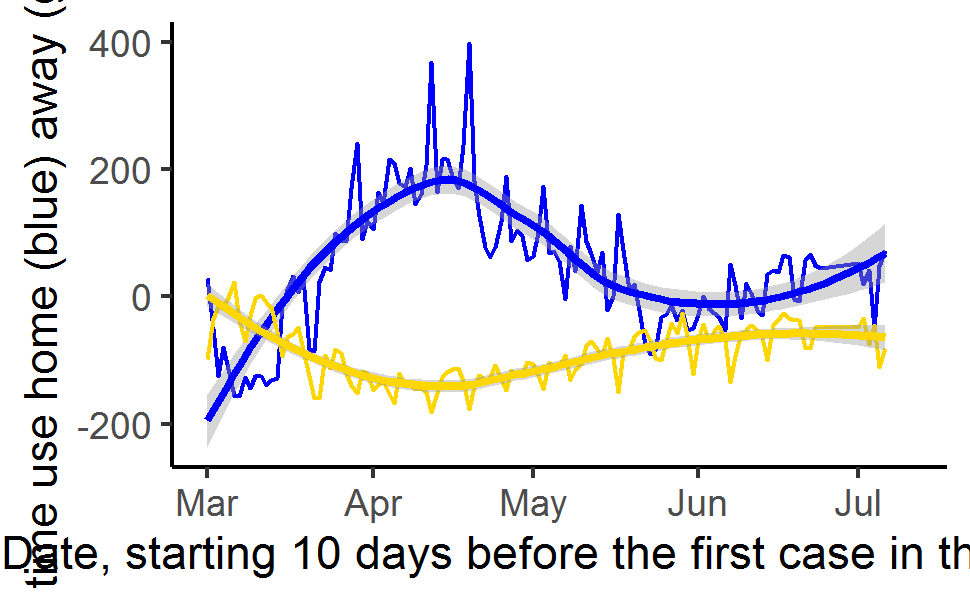 time use home (blue) away (
400
200
0
-200
Mar Apr May Jun Jul
Date, starting 10 days before the first case in th